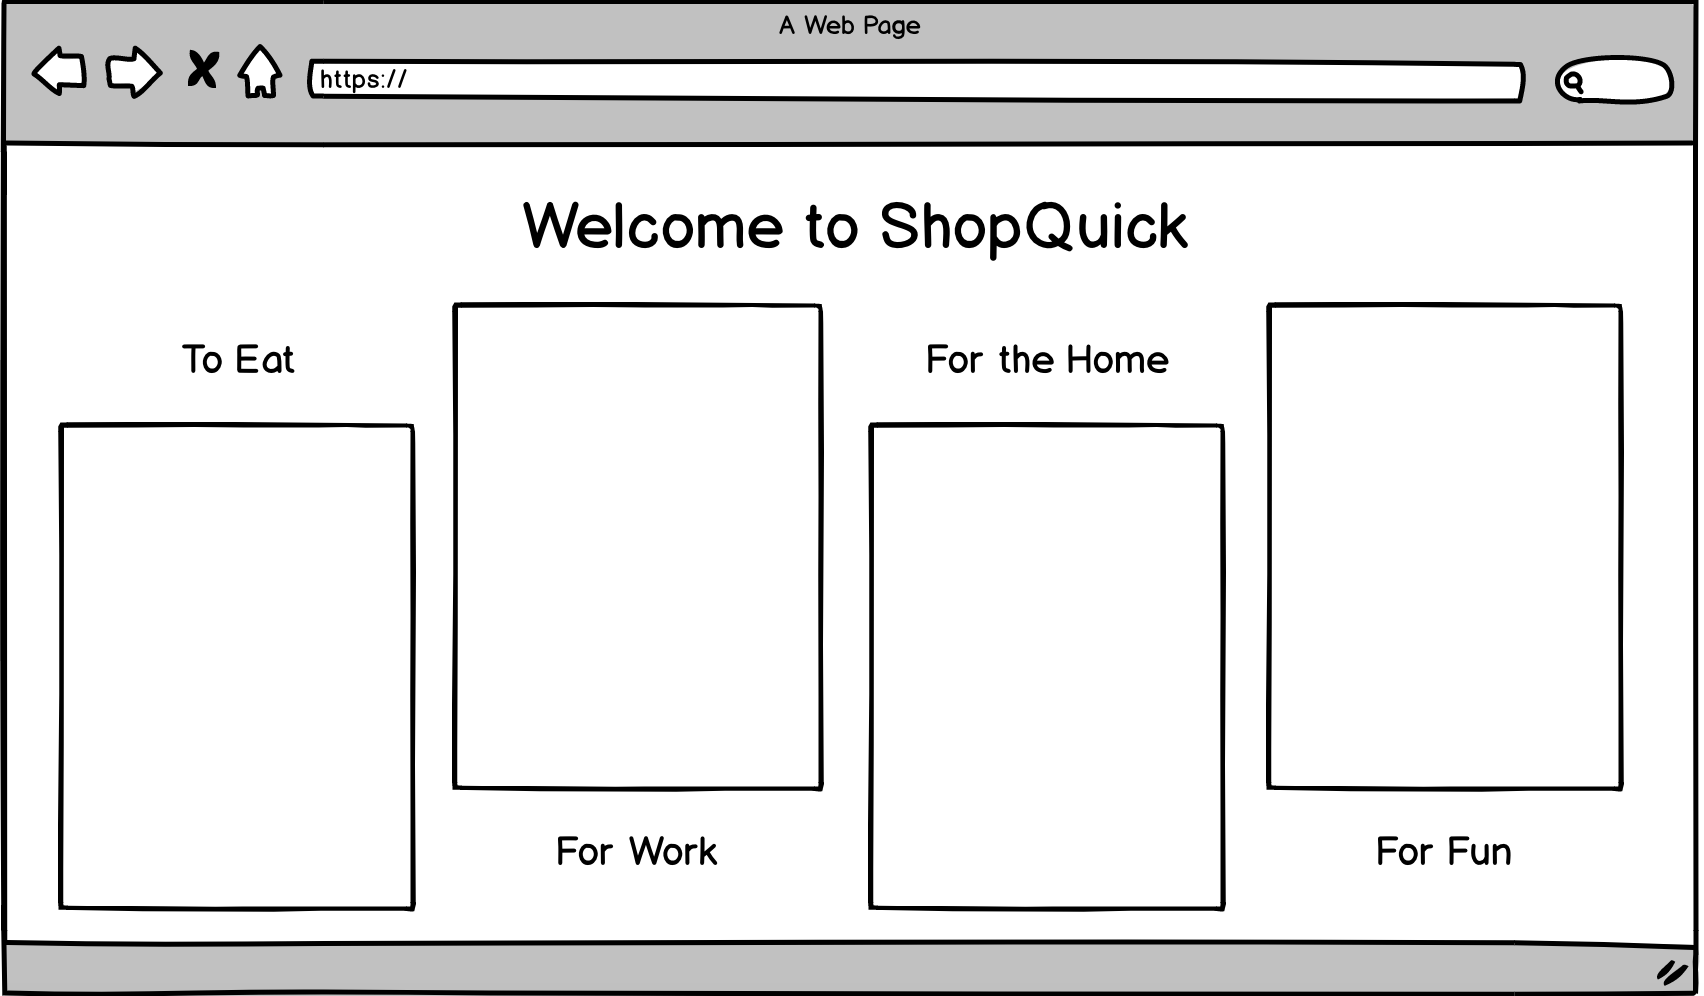 A Web Page
https://
Welcome to ShopQuick
To Eat
For the Home
For Work
For Fun